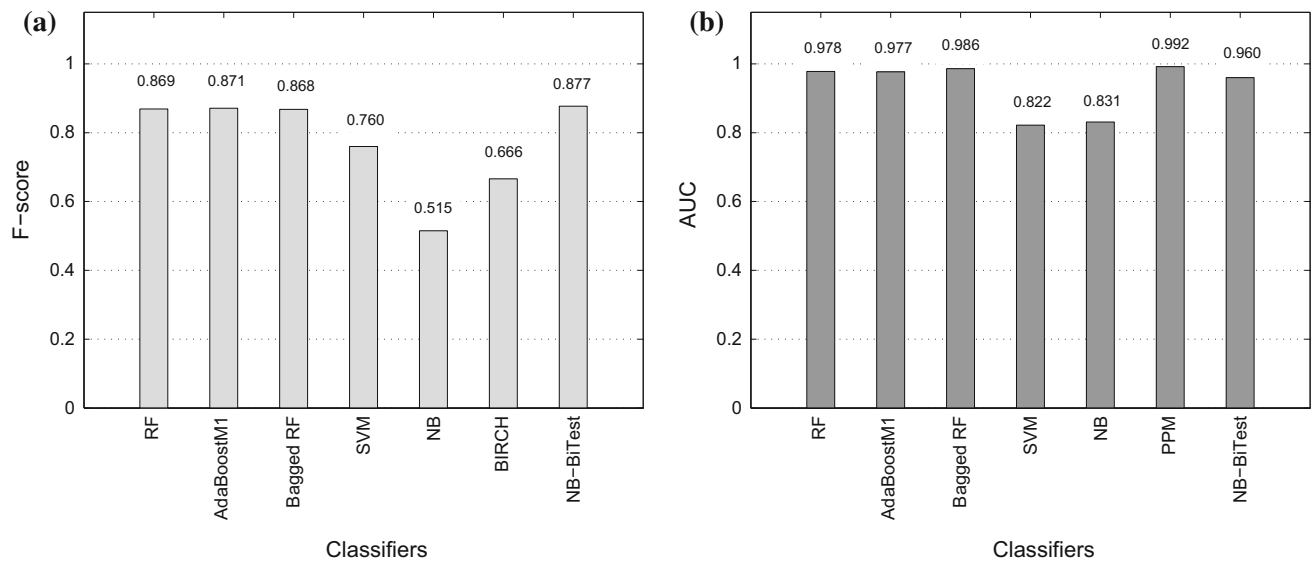 (a)
F−score
1
0.8
0.6
0.4
0.2
0
0.869
0.871
0.868
0.760
0.515
0.666
0.877
RF
AdaBoostM1
Bagged RF
SVM
NB
BIRCH
NB−BiTest
Classifiers
(b)
AUC
1
0.8
0.6
0.4
0.2
0
0.978
0.977
0.986
0.822
0.831
0.992
0.960
RF
AdaBoostM1
Bagged RF
SVM
NB
PPM
NB−BiTest
Classifiers